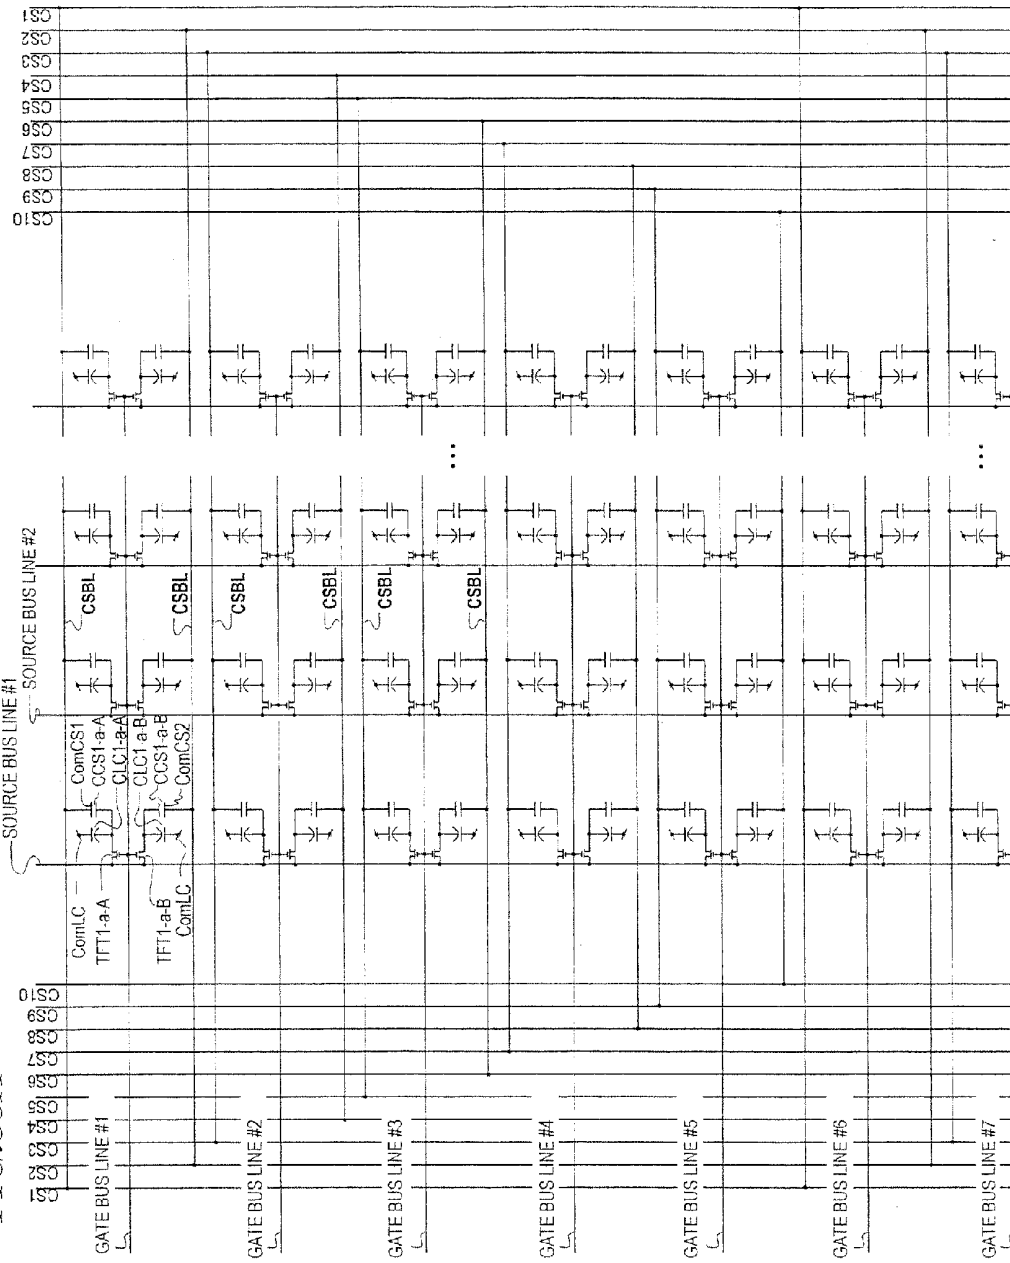 CS1
CS2
CS3
CS4
CS5
CS6
CS7
CS8
CS9
CS10
SOURCE BUS LINE #1
SOURCE BUS LINE #2
CSBL
CSBL
CSBL
CSBL
CSBL
CSBL
ComCS1
CCS1-a-A
CLC1-a-A
CLC1-a-B
CCS1-a-B
ComCS2
ComLC
TFT1-a-A
TFT1-a-B
ComLC
CS10
CS9
CS8
CS7
CS6
CS5
CS4
CS3
CS2
CS1
GATE BUS LINE #1
GATE BUS LINE #2
GATE BUS LINE #3
GATE BUS LINE #4
GATE BUS LINE #5
GATE BUS LINE #6
GATE BUS LINE #7